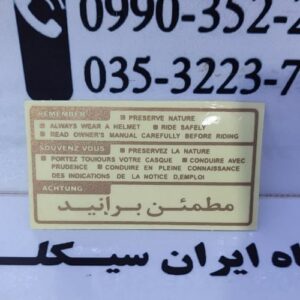 0990-352-2
035-3223-7
REMEMBER ■ PRESERVE NATURE
■ ALWAYS WEAR A HELMET ■ RIDE SAFELY
■ READ OWNER'S MANUAL CAREFULLY BEFORE RIDING
SOUVENEZ VOUS ■ PRESERVEZ LA NATURE
■ PORTEZ TOUJOURS VOTRE CASQUE ■ CONDUIRE AVEC
PRUDENCE ■ CONDUIRE EN PLEINE CONNAISSANCE
DES INDICATIONS DE LA NOTICE D,EMPLOI
ACHTUNG
مطمئن برانید
اه ایران سیکل